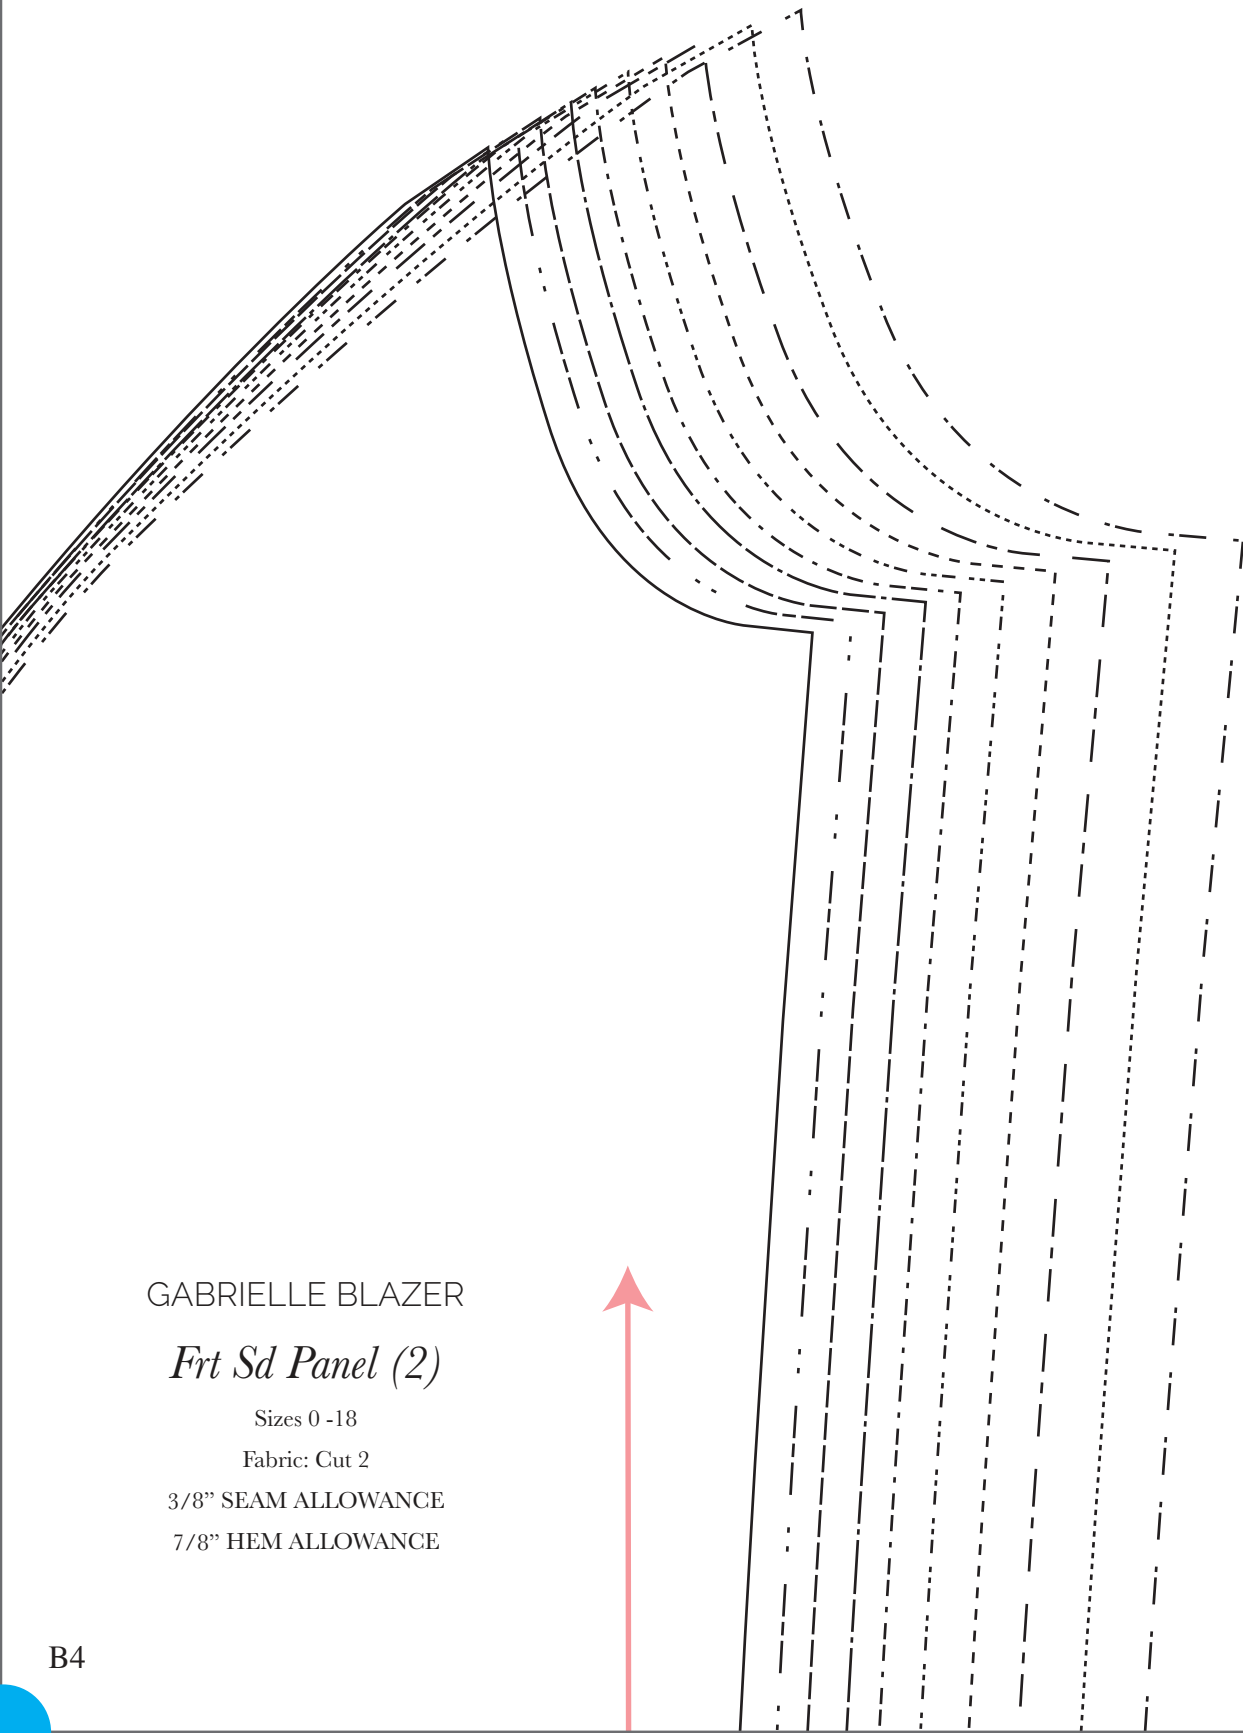 GABRIELLE BLAZER
Frt Sd Panel (2)
Sizes 0 -18
Fabric: Cut 2
3/8” SEAM ALLOWANCE
7/8” HEM ALLOWANCE
B4